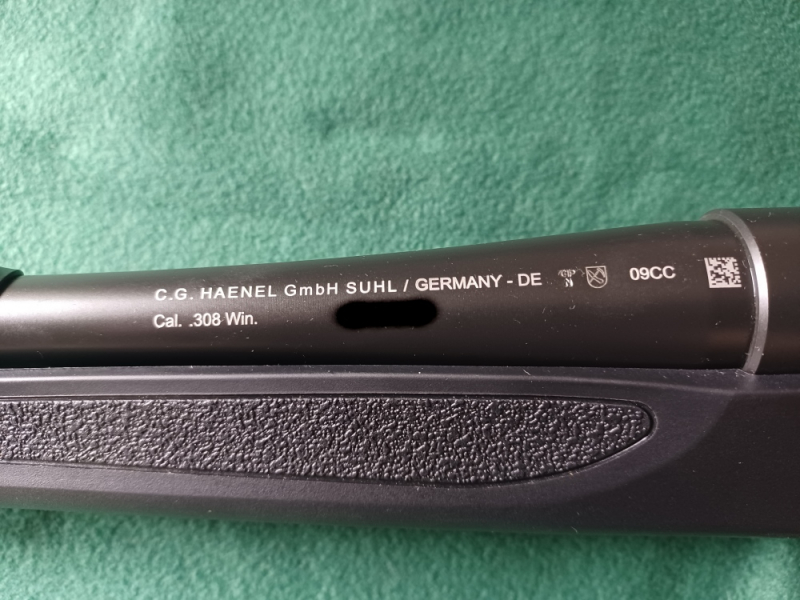 C.G. HAENEL GmbH SUHL / GERMANY - DE
09CC
Cal. .308 Win.